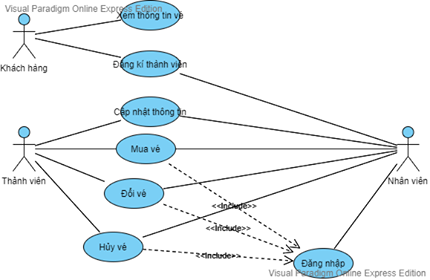 Visual Paradigm Online Express Edition
Xem thông tin vé
Khách hàng
Đăng kí thành viên
Cập nhật thông tin
Mua vé
Thành viên
Nhân viên
Đổi vé
<<Include>>
<<Include>>
Hủy vé
<<Include>>
Đăng nhập
Visual Paradigm Online Express Edition